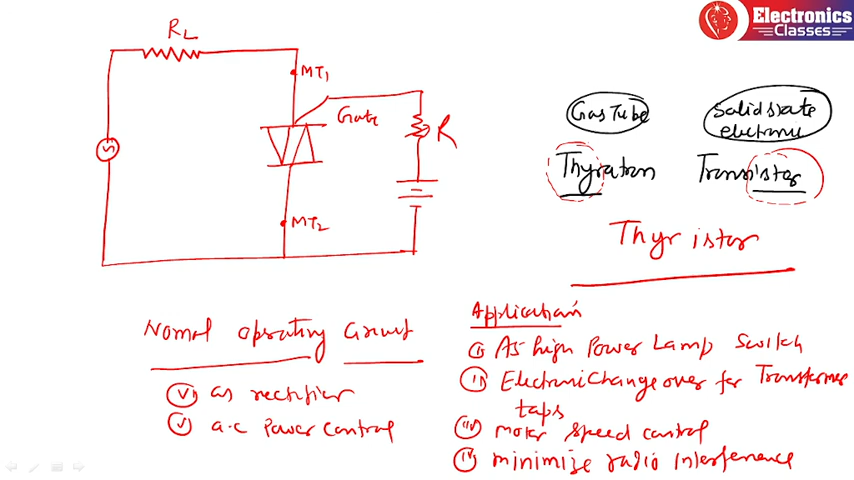 Electronics
Classes
RL
MT1
Gate
R
S
MT2
Gas Tube
Solid state
electronic
Thyratron
Transistor
Thyristor
Normal Operating Circuit
Application
(i) As high Power Lamp Switch
(ii) Electronic Changeover for Transformer
taps
(iii) motor speed control
(iv) minimize radio interference
(v) as rectifier
(v) a.c Power control